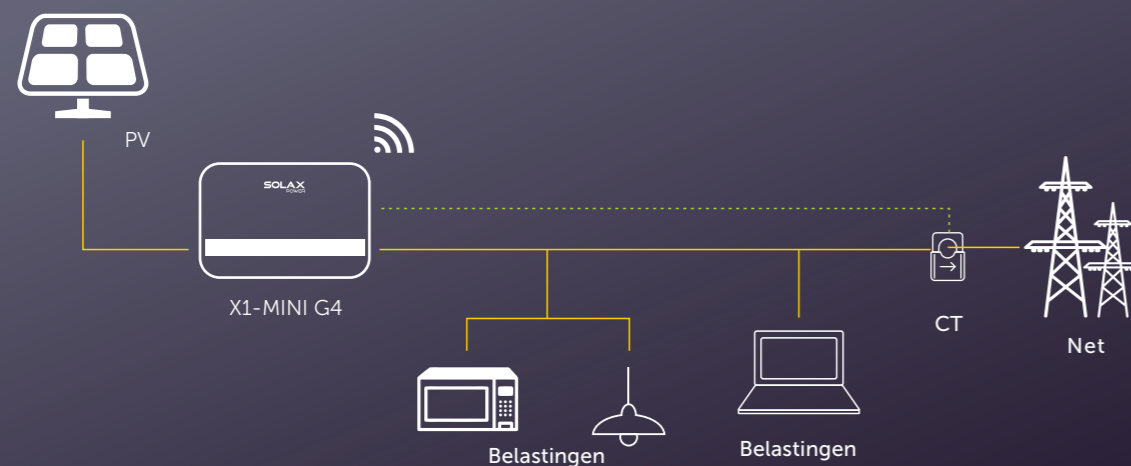 PV
SOLAX
POWER
X1-MINI G4
CT
Net
Belastingen
Belastingen